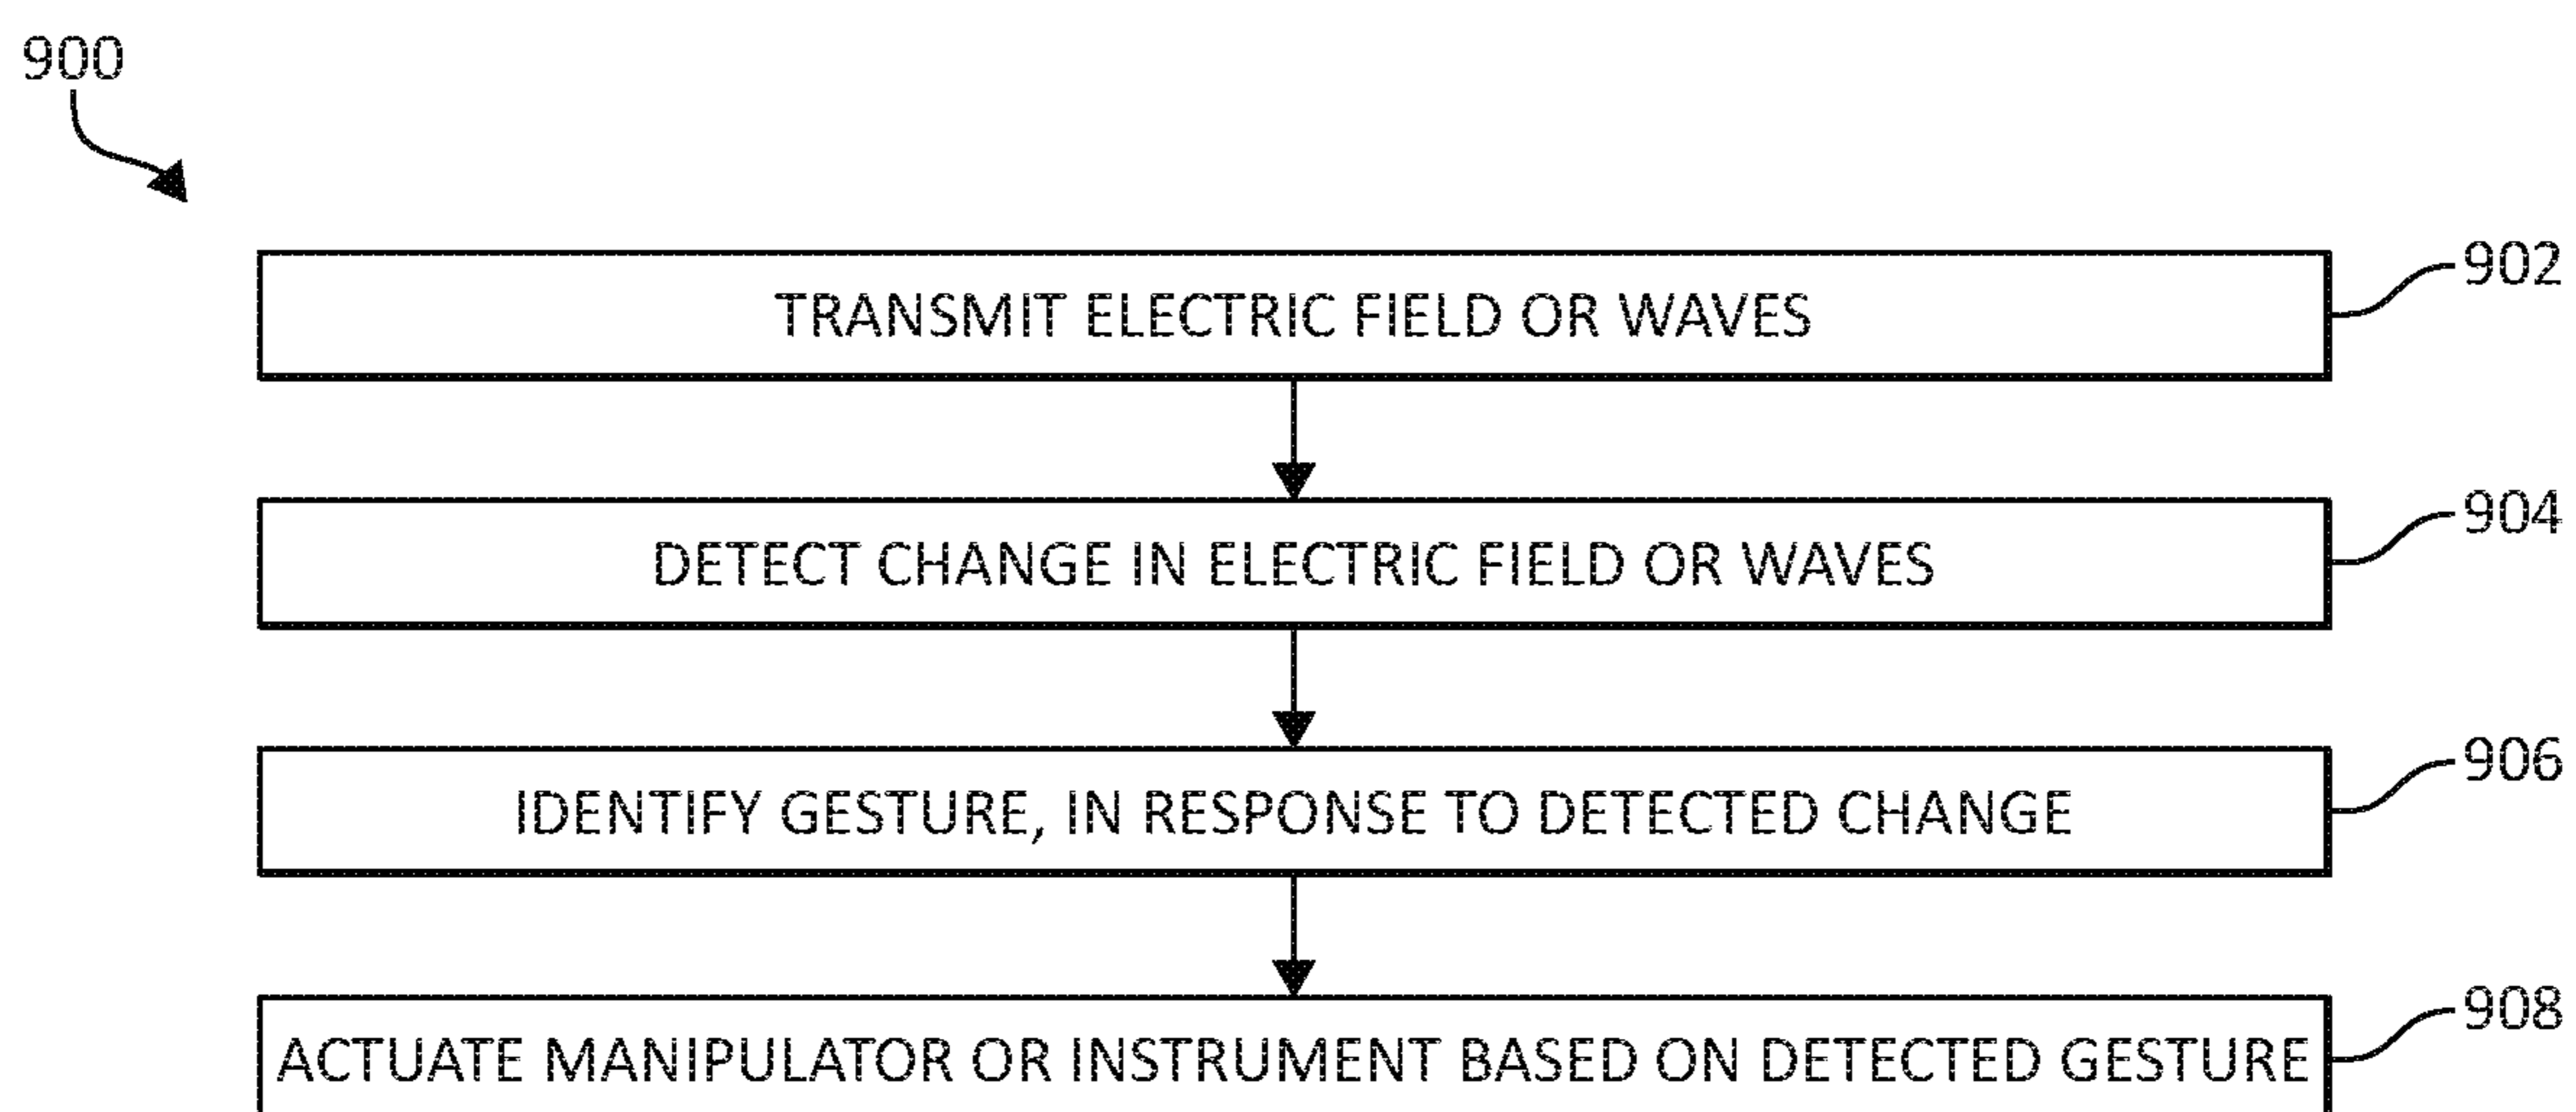 900
TRANSMIT ELECTRIC FIELD OR WAVES
902
DETECT CHANGE IN ELECTRIC FIELD OR WAVES
904
IDENTIFY GESTURE, IN RESPONSE TO DETECTED CHANGE
906
ACTUATE MANIPULATOR OR INSTRUMENT BASED ON DETECTED GESTURE
908